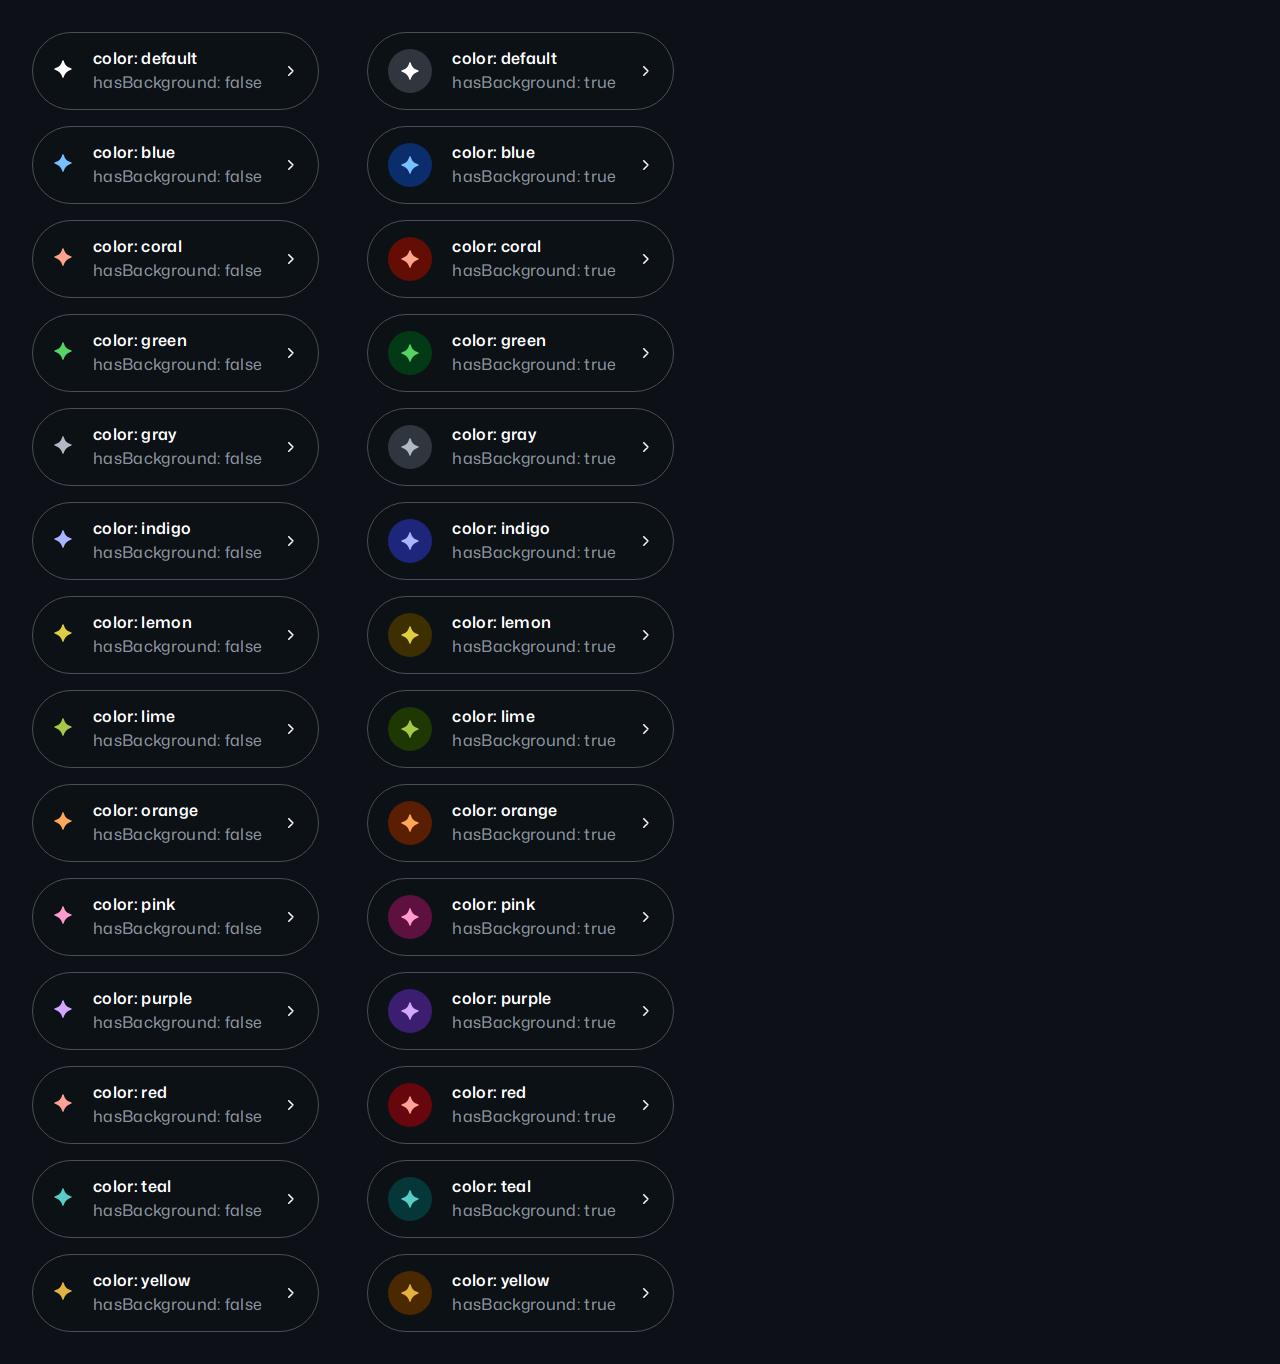 color: default
hasBackground: false
color: default
hasBackground: true
color: blue
hasBackground: false
color: blue
hasBackground: true
color: coral
hasBackground: false
color: coral
hasBackground: true
color: green
hasBackground: false
color: green
hasBackground: true
color: gray
hasBackground: false
color: gray
hasBackground: true
color: indigo
hasBackground: false
color: indigo
hasBackground: true
color: lemon
hasBackground: false
color: lemon
hasBackground: true
color: lime
hasBackground: false
color: lime
hasBackground: true
color: orange
hasBackground: false
color: orange
hasBackground: true
color: pink
hasBackground: false
color: pink
hasBackground: true
color: purple
hasBackground: false
color: purple
hasBackground: true
color: red
hasBackground: false
color: red
hasBackground: true
color: teal
hasBackground: false
color: teal
hasBackground: true
color: yellow
hasBackground: false
color: yellow
hasBackground: true